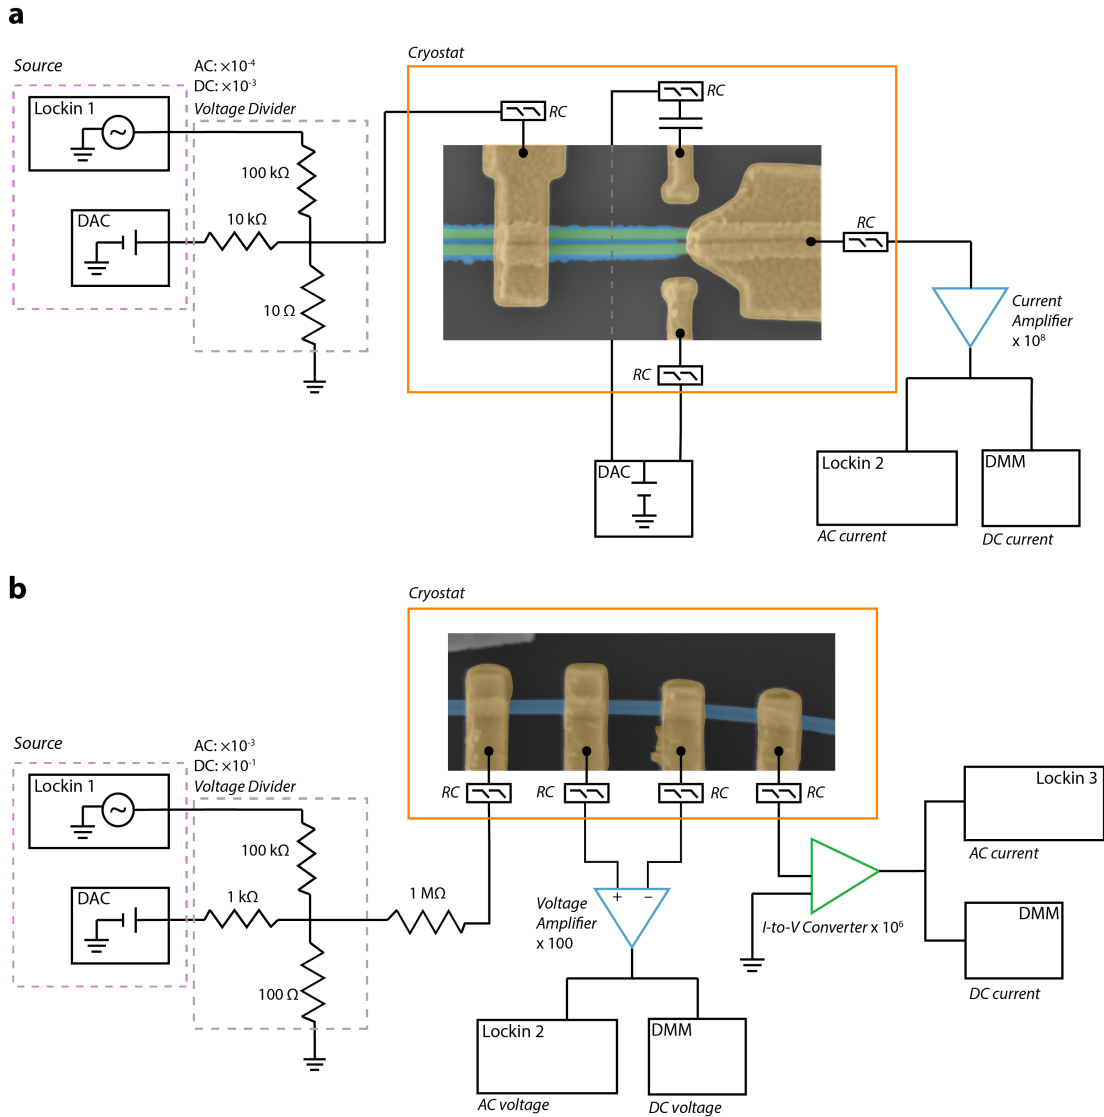 a
Cryostat
Source
AC: ×10⁻⁴
DC: ×10⁻³
Voltage Divider
Lockin 1
~
RC
RC
100 kΩ
DAC
10 kΩ
RC
10 Ω
Current
Amplifier
x 10⁸
RC
DAC
Lockin 2
DMM
AC current
DC current
b
Cryostat
Source
AC: ×10⁻³
DC: ×10⁻¹
Voltage Divider
Lockin 1
~
RC
RC
RC
RC
Lockin 3
100 kΩ
AC current
DAC
1 kΩ
1 MΩ
+
−
Voltage
Amplifier
x 100
I-to-V Converter x 10⁶
DMM
100 Ω
DC current
Lockin 2
DMM
AC voltage
DC voltage